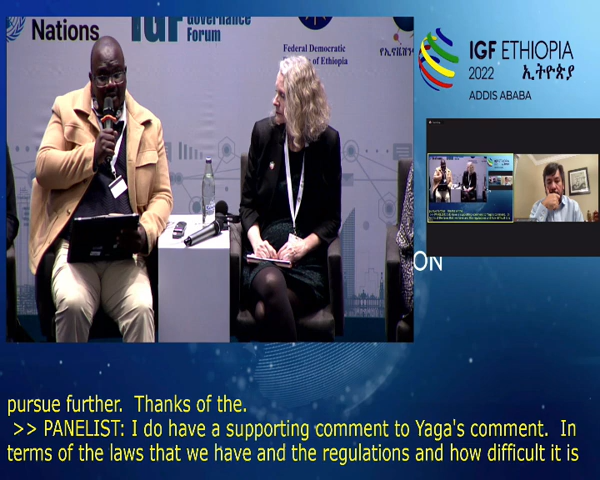 Nations
IGF Governance
Forum
Federal Democratic
of Ethiopia
IGF ETHIOPIA
2022 ኢትዮጵያ
ADDIS ABABA
ON
pursue further. Thanks of the.
>> PANELIST: I do have a supporting comment to Yaga's comment. In
terms of the laws that we have and the regulations and how difficult it is